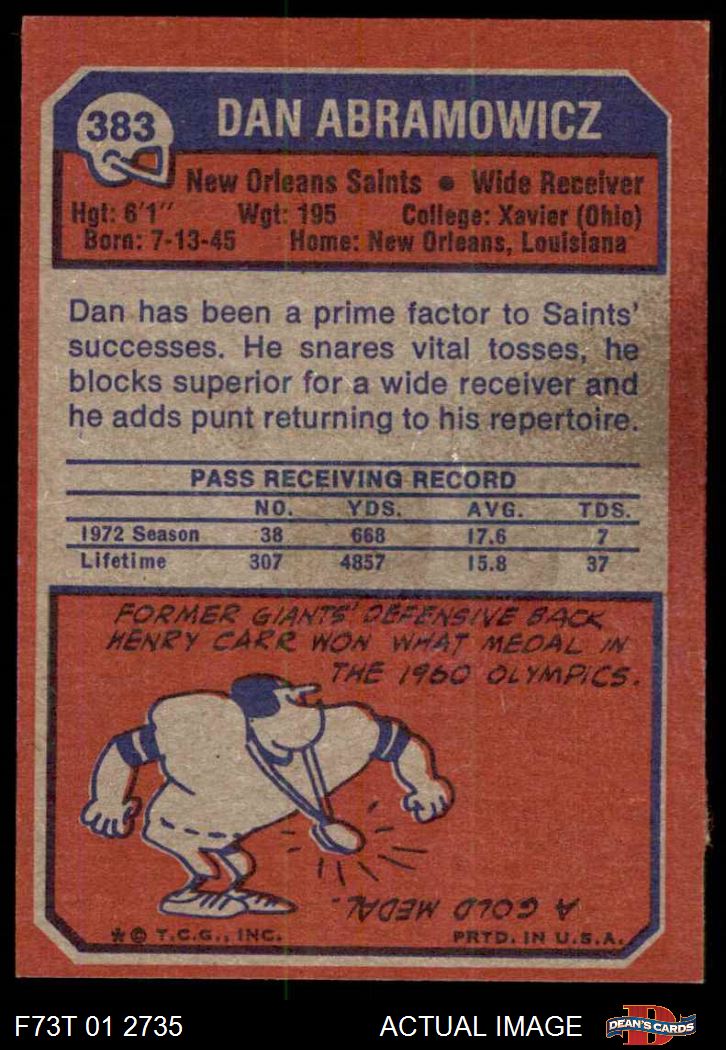 383
DAN ABRAMOWICZ
New Orleans Saints • Wide Receiver
Hgt: 6'1" Wgt: 195 College: Xavier (Ohio)
Born: 7-13-45 Home: New Orleans, Louisiana
Dan has been a prime factor to Saints'
successes. He snares vital tosses, he
blocks superior for a wide receiver and
he adds punt returning to his repertoire.
PASS RECEIVING RECORD
NO. YDS. AVG. TDS.
1972 Season 38 668 17.6 7
Lifetime 307 4857 15.8 37
FORMER GIANTS' DEFENSIVE BACK
HENRY CARR WON WHAT MEDAL IN
THE 1960 OLYMPICS.
A GOLD MEDAL.
* © T.C.G., INC. PRTD. IN U.S.A.
F73T 01 2735 ACTUAL IMAGE
D
DEAN'S CARDS